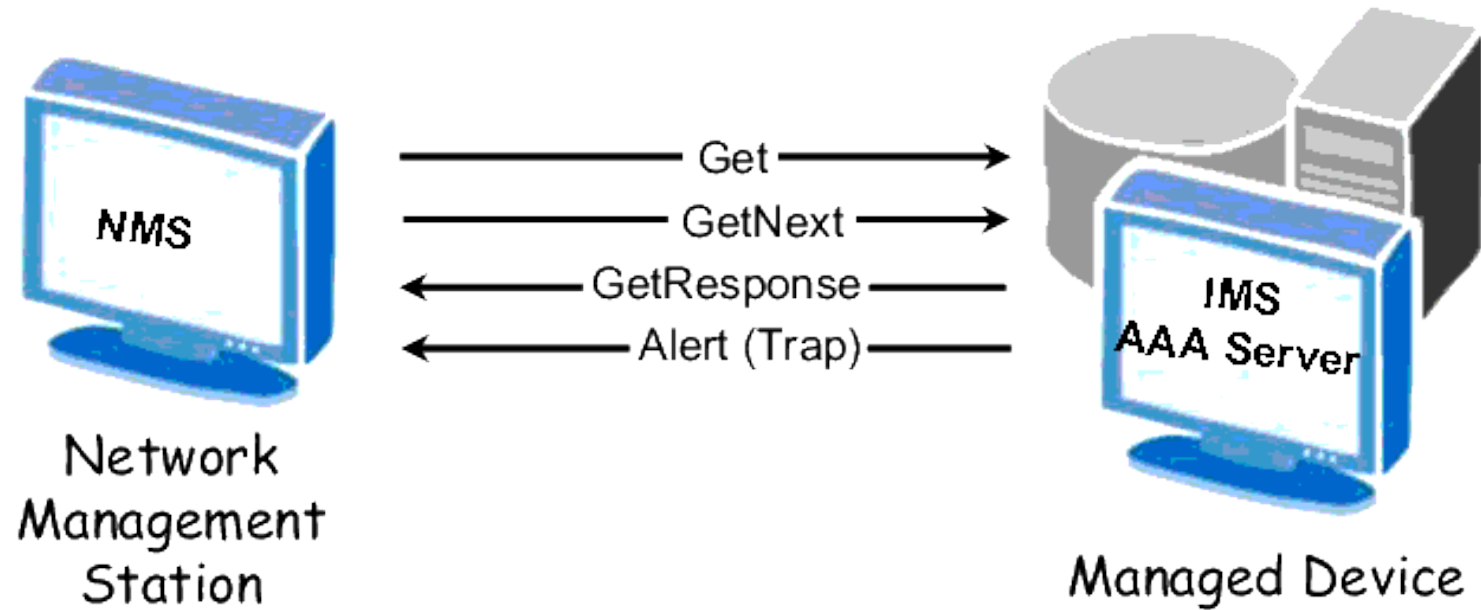 NMS
Network
Management
Station
Get
GetNext
GetResponse
Alert (Trap)
IMS
AAA Server
Managed Device